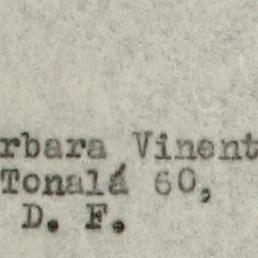 rbara Vinent
Tonalá 60,
D. F.